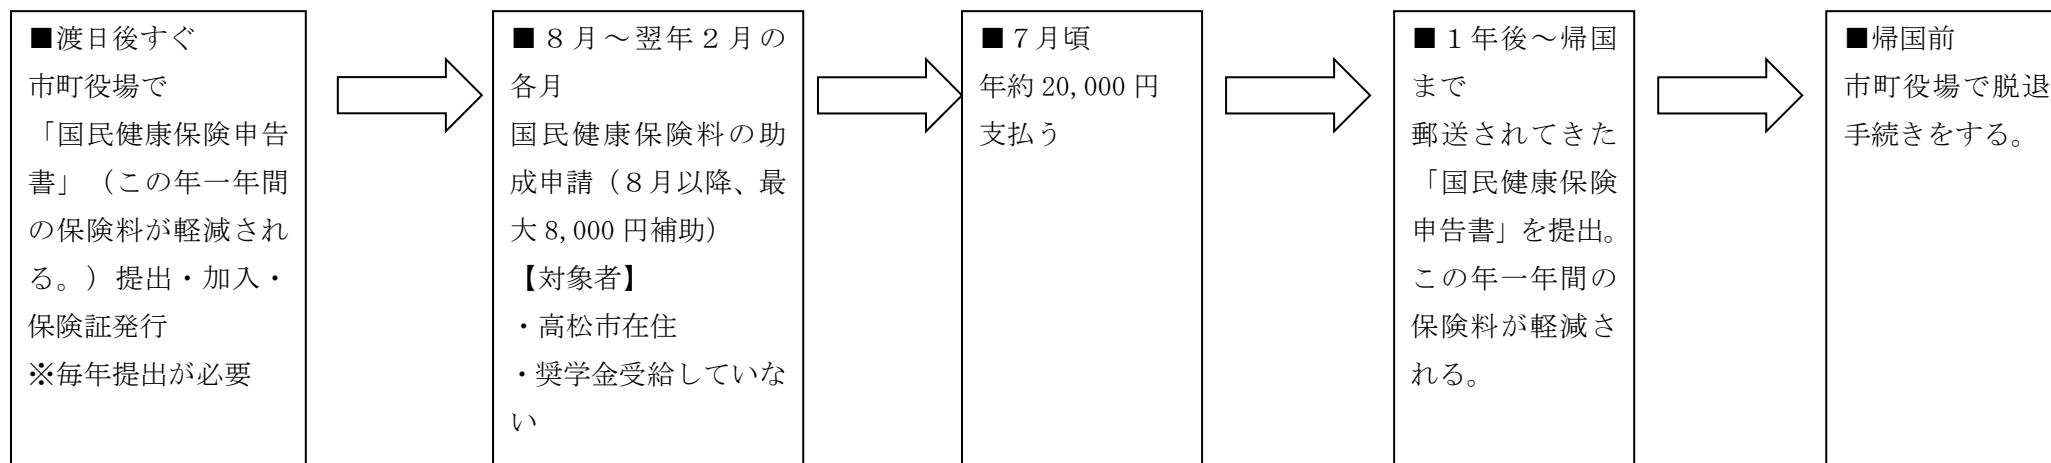 ■渡日後すぐ
市町役場で
「国民健康保険申告
書」（この年一年間
の保険料が軽減され
る。）提出・加入・
保険証発行
※毎年提出が必要
■８月～翌年２月の
各月
国民健康保険料の助
成申請（８月以降、最
大 8,000 円補助）
【対象者】
・高松市在住
・奨学金受給していな
い
■７月頃
年約 20,000 円
支払う
■１年後～帰国
まで
郵送されてきた
「国民健康保険
申告書」を提出。
この年一年間の
保険料が軽減さ
れる。
■帰国前
市町役場で脱退
手続きをする。